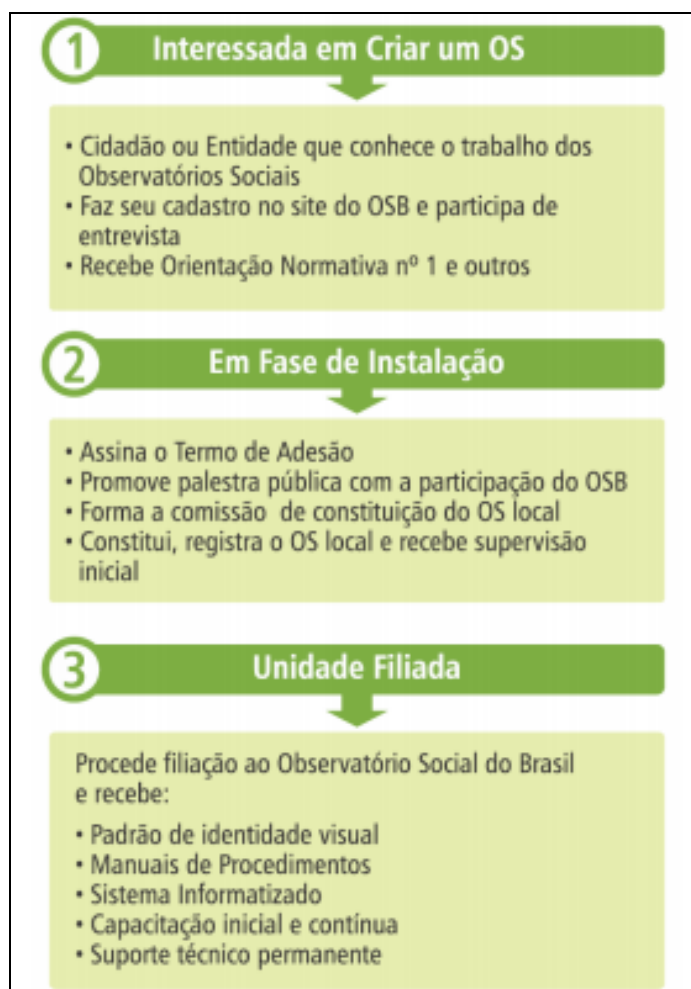 1 Interessada em Criar um OS
• Cidadão ou Entidade que conhece o trabalho dos
Observatórios Sociais
• Faz seu cadastro no site do OSB e participa de
entrevista
• Recebe Orientação Normativa nº 1 e outros
2 Em Fase de Instalação
• Assina o Termo de Adesão
• Promove palestra pública com a participação do OSB
• Forma a comissão de constituição do OS local
• Constitui, registra o OS local e recebe supervisão
inicial
3 Unidade Filiada
Procede filiação ao Observatório Social do Brasil
e recebe:
• Padrão de identidade visual
• Manuais de Procedimentos
• Sistema Informatizado
• Capacitação inicial e contínua
• Suporte técnico permanente